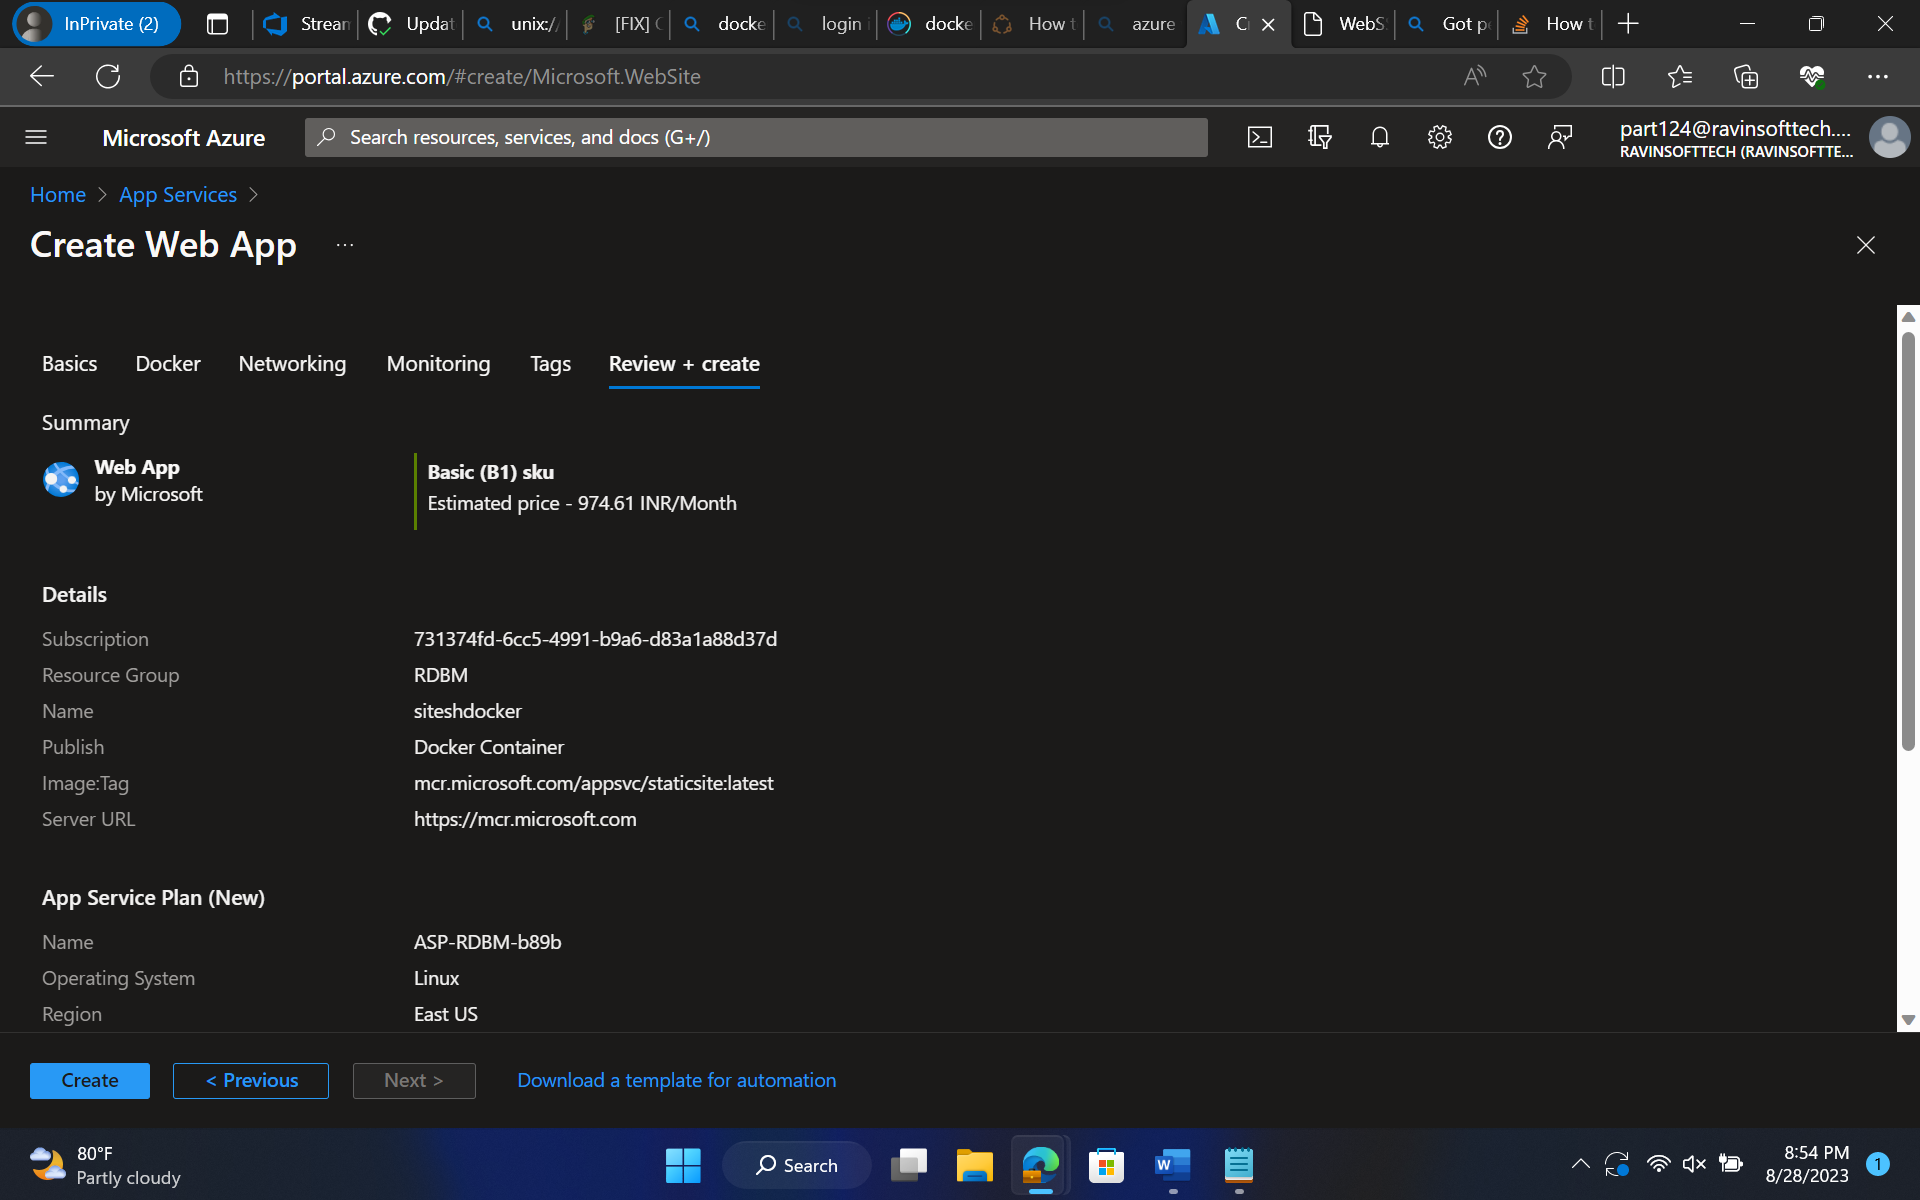 InPrivate (2)
Stream
Updat
unix:/
[FIX]
docke
login
docke
How t
azure
WebS
Got p
How t
https://portal.azure.com/#create/Microsoft.WebSite
Microsoft Azure
Search resources, services, and docs (G+/)
part124@ravinsofttech....
RAVINSOFTTECH (RAVINSOFTTE...
Home > App Services >
Create Web App ...
Basics Docker Networking Monitoring Tags Review + create
Summary
Web App
by Microsoft
Basic (B1) sku
Estimated price - 974.61 INR/Month
Details
Subscription 731374fd-6cc5-4991-b9a6-d83a1a88d37d
Resource Group RDBM
Name siteshdocker
Publish Docker Container
Image:Tag mcr.microsoft.com/appsvc/staticsite:latest
Server URL https://mcr.microsoft.com
App Service Plan (New)
Name ASP-RDBM-b89b
Operating System Linux
Region East US
Create < Previous Next > Download a template for automation
80°F
Partly cloudy
Search
8:54 PM
8/28/2023
1